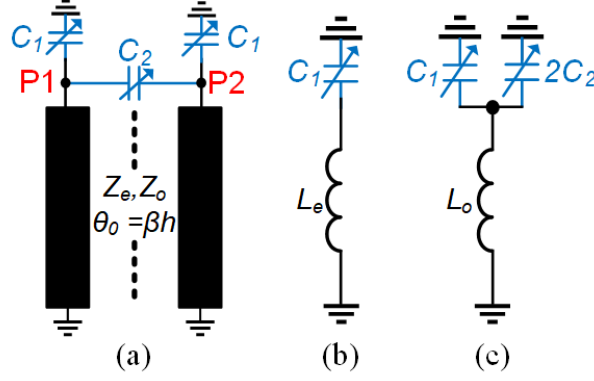 C₁ C₂ C₁
P1 P2
Zₑ,Zₒ
θ₀ =βh
(a)
C₁
Lₑ
(b)
C₁ 2C₂
Lₒ
(c)